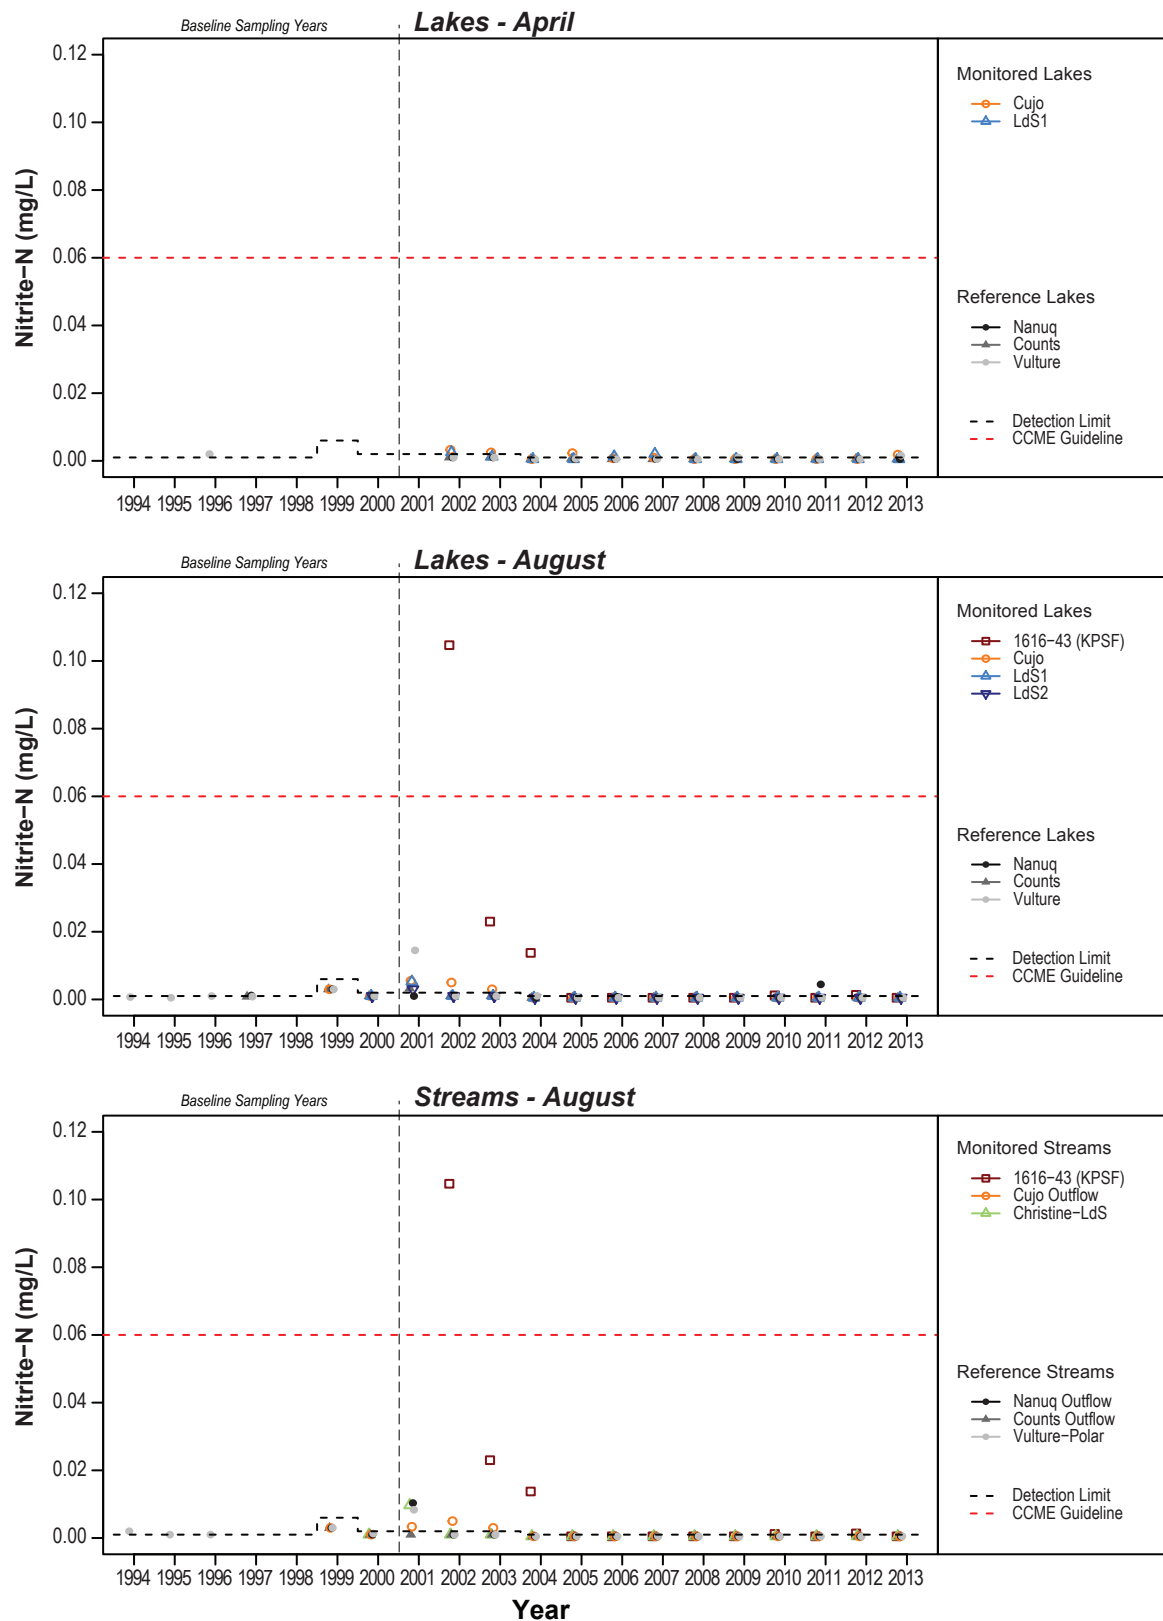 Baseline Sampling Years
Lakes - April
Nitrite−N (mg/L)
0.12
0.10
0.08
0.06
0.04
0.02
0.00
1994 1995 1996 1997 1998 1999 2000 2001 2002 2003 2004 2005 2006 2007 2008 2009 2010 2011 2012 2013
Monitored Lakes
Cujo
LdS1
Reference Lakes
Nanuq
Counts
Vulture
Detection Limit
CCME Guideline
Baseline Sampling Years
Lakes - August
Nitrite−N (mg/L)
0.12
0.10
0.08
0.06
0.04
0.02
0.00
1994 1995 1996 1997 1998 1999 2000 2001 2002 2003 2004 2005 2006 2007 2008 2009 2010 2011 2012 2013
Monitored Lakes
1616−43 (KPSF)
Cujo
LdS1
LdS2
Reference Lakes
Nanuq
Counts
Vulture
Detection Limit
CCME Guideline
Baseline Sampling Years
Streams - August
Nitrite−N (mg/L)
0.12
0.10
0.08
0.06
0.04
0.02
0.00
1994 1995 1996 1997 1998 1999 2000 2001 2002 2003 2004 2005 2006 2007 2008 2009 2010 2011 2012 2013
Year
Monitored Streams
1616−43 (KPSF)
Cujo Outflow
Christine−LdS
Reference Streams
Nanuq Outflow
Counts Outflow
Vulture−Polar
Detection Limit
CCME Guideline